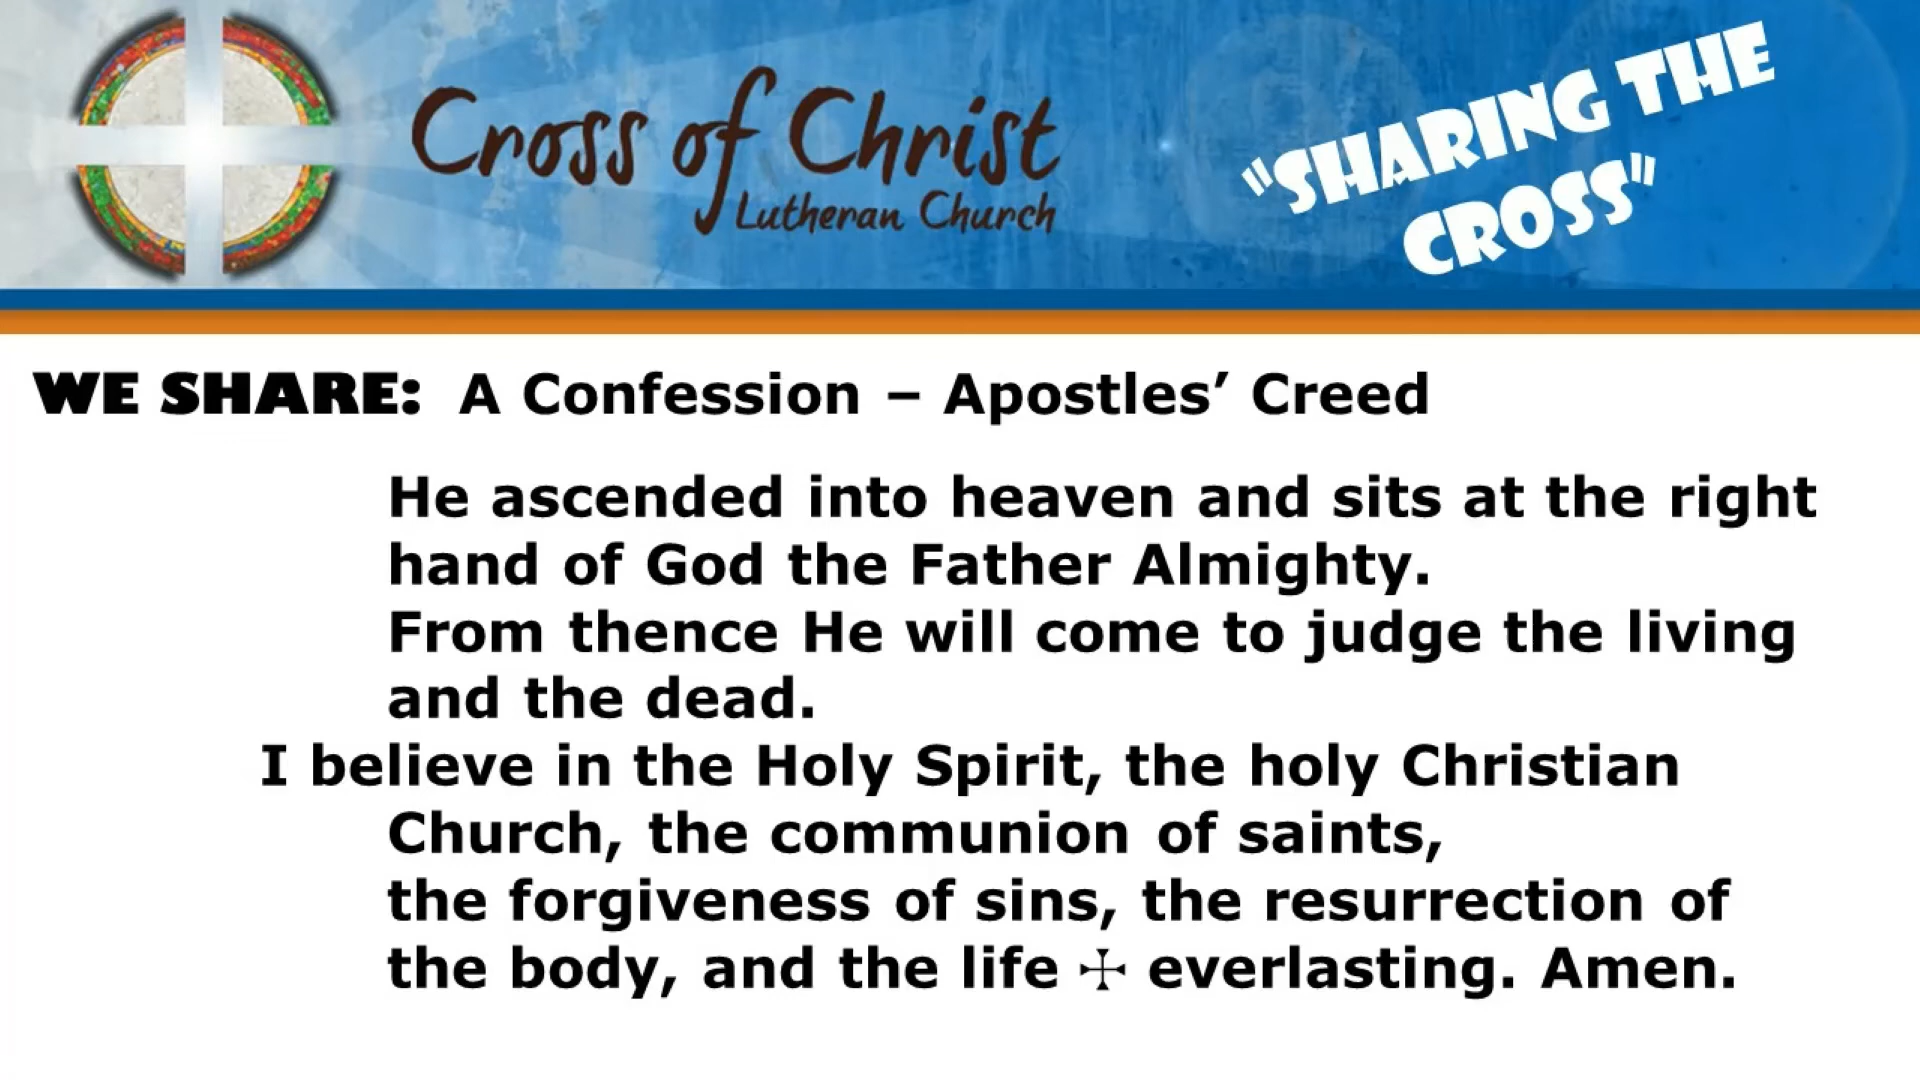 Cross of Christ
Lutheran Church
"SHARING THE
CROSS"
WE SHARE: A Confession – Apostles’ Creed
He ascended into heaven and sits at the right
hand of God the Father Almighty.
From thence He will come to judge the living
and the dead.
I believe in the Holy Spirit, the holy Christian
Church, the communion of saints,
the forgiveness of sins, the resurrection of
the body, and the life ☩ everlasting. Amen.